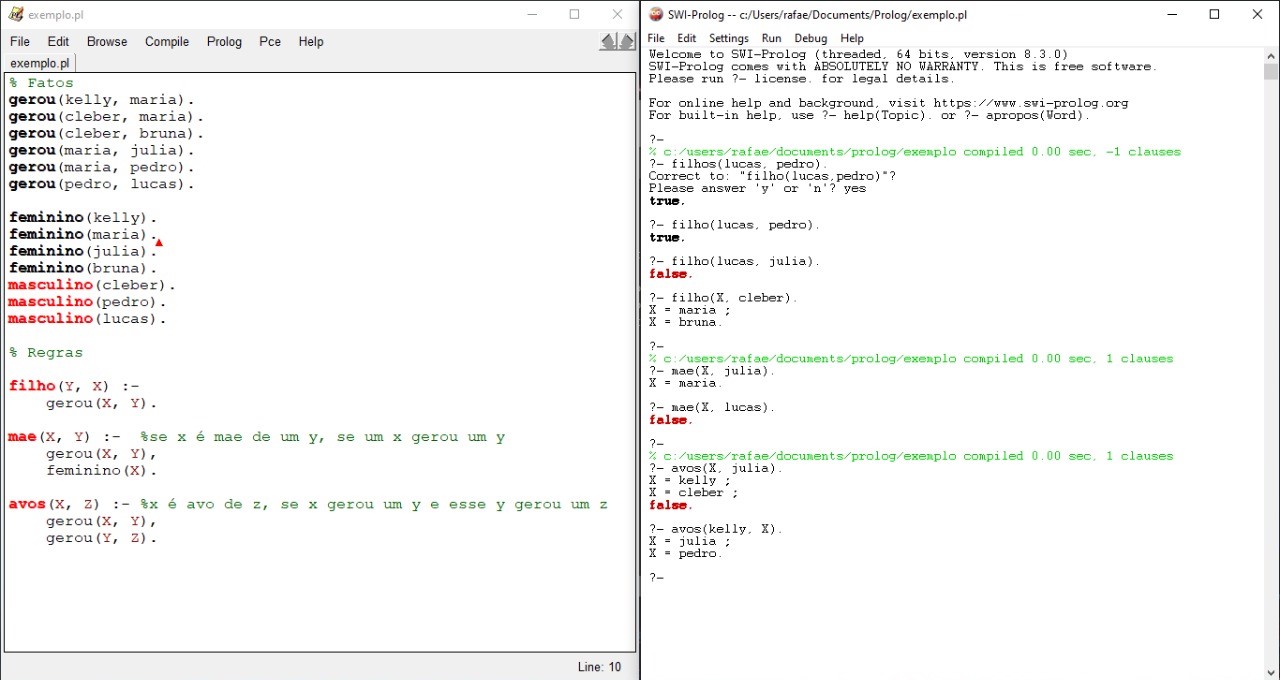 exemplo.pl
File Edit Browse Compile Prolog Pce Help
exemplo.pl
% Fatos
gerou(kelly, maria).
gerou(cleber, maria).
gerou(cleber, bruna).
gerou(maria, julia).
gerou(maria, pedro).
gerou(pedro, lucas).
feminino(kelly).
feminino(maria).
feminino(julia).
feminino(bruna).
masculino(cleber).
masculino(pedro).
masculino(lucas).
% Regras
filho(Y, X) :-
gerou(X, Y).
mae(X, Y) :- %se x é mae de um y, se um x gerou um y
gerou(X, Y),
feminino(X).
avos(X, Z) :- %x é avo de z, se x gerou um y e esse y gerou um z
gerou(X, Y),
gerou(Y, Z).
Line: 10
SWI-Prolog -- c:/Users/rafae/Documents/Prolog/exemplo.pl
File Edit Settings Run Debug Help
Welcome to SWI-Prolog (threaded, 64 bits, version 8.3.0)
SWI-Prolog comes with ABSOLUTELY NO WARRANTY. This is free software.
Please run ?- license. for legal details.
For online help and background, visit https://www.swi-prolog.org
For built-in help, use ?- help(Topic). or ?- apropos(Word).
?-
% c:/users/rafae/documents/prolog/exemplo compiled 0.00 sec, -1 clauses
?- filhos(lucas, pedro).
Correct to: "filho(lucas,pedro)"?
Please answer 'y' or 'n'? yes
true.
?- filho(lucas, pedro).
true.
?- filho(lucas, julia).
false.
?- filho(X, cleber).
X = maria ;
X = bruna.
?-
% c:/users/rafae/documents/prolog/exemplo compiled 0.00 sec, 1 clauses
?- mae(X, julia).
X = maria.
?- mae(X, lucas).
false.
?-
% c:/users/rafae/documents/prolog/exemplo compiled 0.00 sec, 1 clauses
?- avos(X, julia).
X = kelly ;
X = cleber ;
false.
?- avos(kelly, X).
X = julia ;
X = pedro.
?-